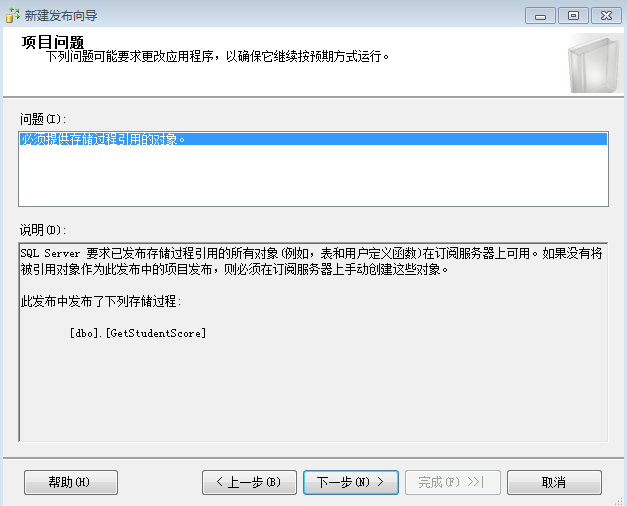 新建发布向导
项目问题
下列问题可能要求更改应用程序，以确保它继续按预期方式运行。
问题(I):
必须提供存储过程引用的对象。
说明(D):
SQL Server 要求已发布存储过程引用的所有对象(例如，表和用户定义函数)在订阅服务器上可用。如果没有将
被引用对象作为此发布中的项目发布，则必须在订阅服务器上手动创建这些对象。
此发布中发布了下列存储过程:
[dbo].[GetStudentScore]
帮助(H)
< 上一步(B)
下一步(N) >
完成(F) >>|
取消